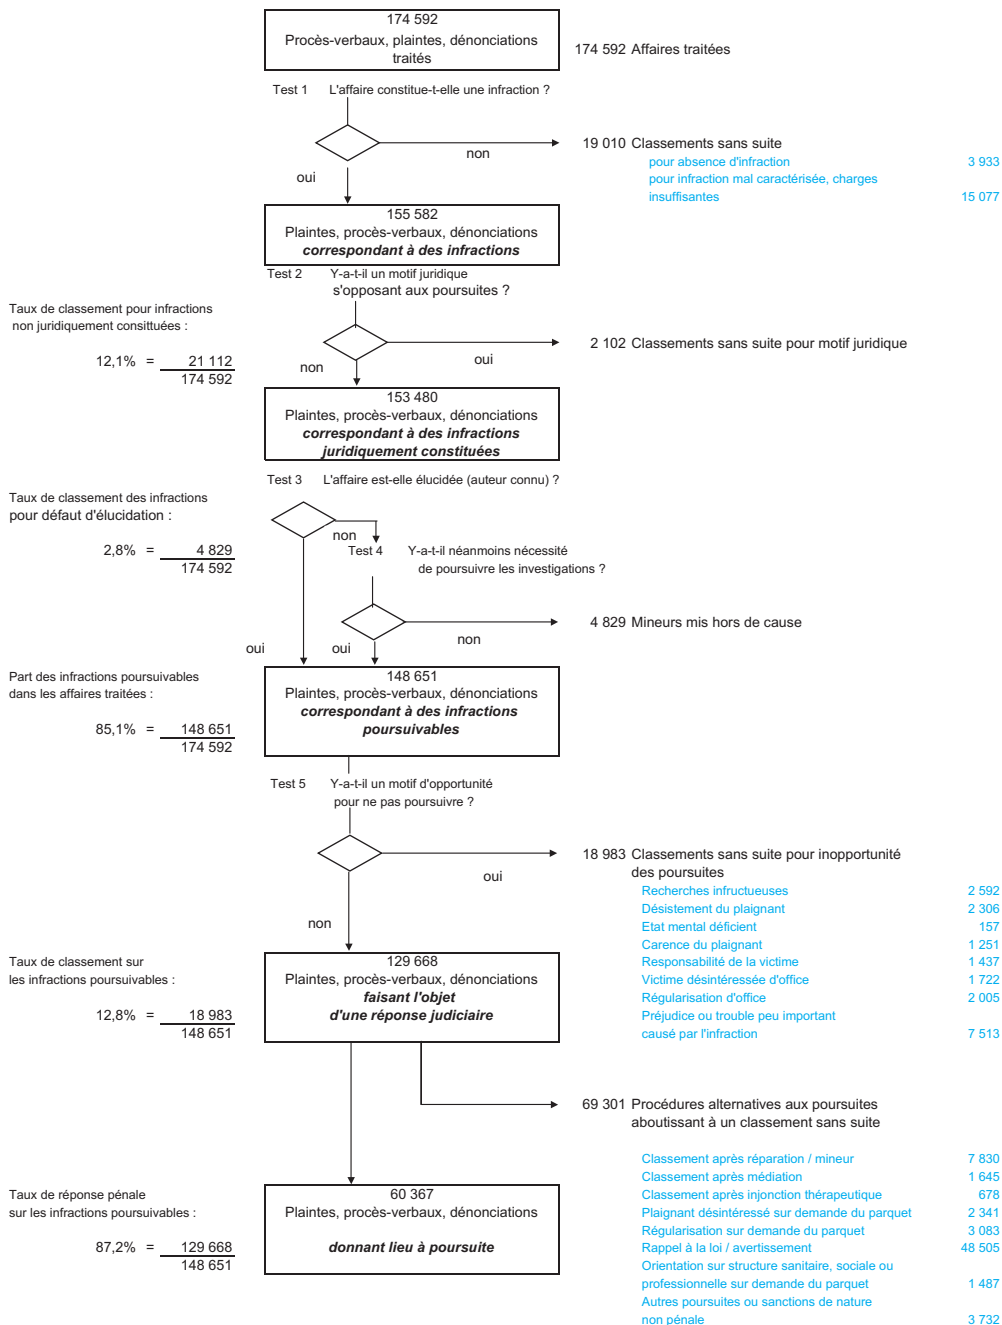 174 592
Procès-verbaux, plaintes, dénonciations
traités
174 592 Affaires traitées
Test 1 L'affaire constitue-t-elle une infraction ?
non
19 010 Classements sans suite
pour absence d'infraction 3 933
pour infraction mal caractérisée, charges
insuffisantes 15 077
oui
155 582
Plaintes, procès-verbaux, dénonciations
correspondant à des infractions
Test 2 Y-a-t-il un motif juridique
s'opposant aux poursuites ?
Taux de classement pour infractions
non juridiquement consittuées :
12,1% = 21 112
174 592
oui
2 102 Classements sans suite pour motif juridique
non
153 480
Plaintes, procès-verbaux, dénonciations
correspondant à des infractions
juridiquement constituées
Test 3 L'affaire est-elle élucidée (auteur connu) ?
Taux de classement des infractions
pour défaut d'élucidation :
2,8% = 4 829
174 592
non
Test 4 Y-a-t-il néanmoins nécessité
de poursuivre les investigations ?
non
4 829 Mineurs mis hors de cause
oui
oui
Part des infractions poursuivables
dans les affaires traitées :
85,1% = 148 651
174 592
148 651
Plaintes, procès-verbaux, dénonciations
correspondant à des infractions
poursuivables
Test 5 Y-a-t-il un motif d'opportunité
pour ne pas poursuivre ?
oui
18 983 Classements sans suite pour inopportunité
des poursuites
Recherches infructueuses 2 592
Désistement du plaignant 2 306
Etat mental déficient 157
Carence du plaignant 1 251
Responsabilité de la victime 1 437
Victime désintéressée d'office 1 722
Régularisation d'office 2 005
Préjudice ou trouble peu important
causé par l'infraction 7 513
non
Taux de classement sur
les infractions poursuivables :
12,8% = 18 983
148 651
129 668
Plaintes, procès-verbaux, dénonciations
faisant l'objet
d'une réponse judiciaire
69 301 Procédures alternatives aux poursuites
aboutissant à un classement sans suite
Classement après réparation / mineur 7 830
Classement après médiation 1 645
Classement après injonction thérapeutique 678
Plaignant désintéressé sur demande du parquet 2 341
Régularisation sur demande du parquet 3 083
Rappel à la loi / avertissement 48 505
Orientation sur structure sanitaire, sociale ou
professionnelle sur demande du parquet 1 487
Autres poursuites ou sanctions de nature
non pénale 3 732
Taux de réponse pénale
sur les infractions poursuivables :
87,2% = 129 668
148 651
60 367
Plaintes, procès-verbaux, dénonciations
donnant lieu à poursuite